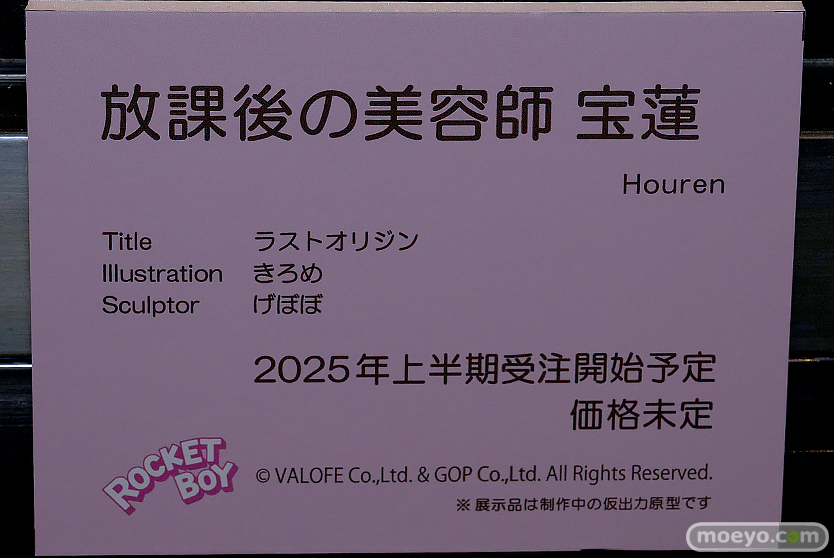 放課後の美容師 宝蓮
Houren
Title ラストオリジン
Illustration きろめ
Sculptor げぼぼ
2025年上半期受注開始予定
価格未定
ROCKET
BOY
© VALOFE Co.,Ltd. & GOP Co.,Ltd. All Rights Reserved.
※展示品は制作中の仮出力原型です
moeyo.com